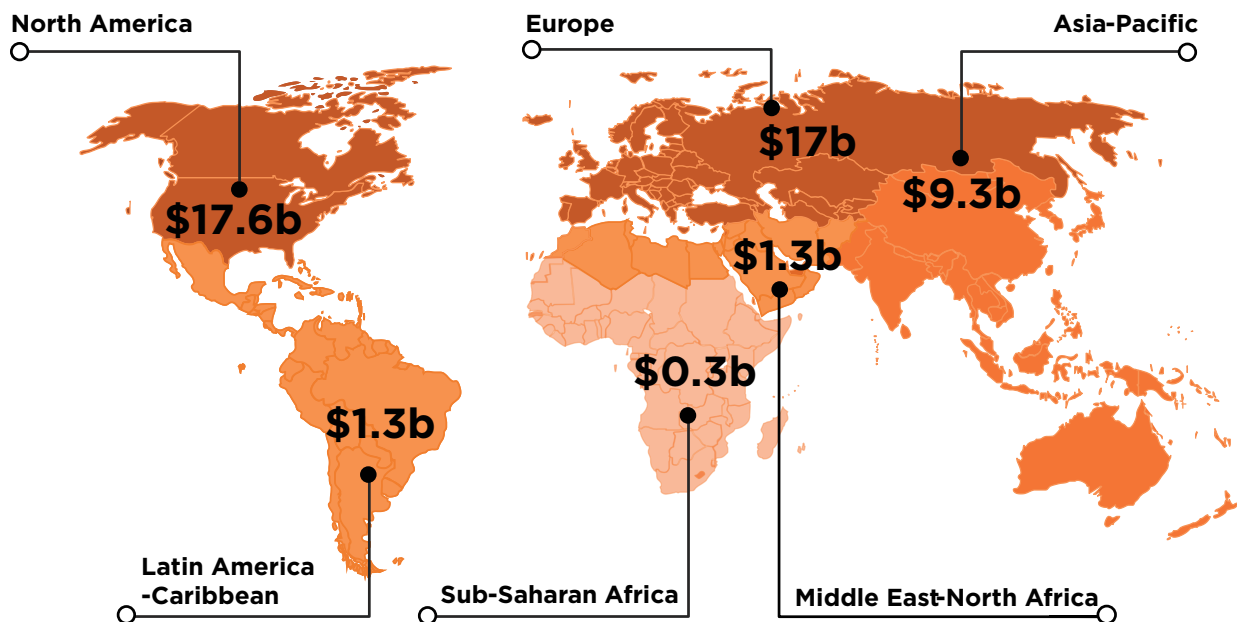 North America
Europe
Asia-Pacific
$17b
$9.3b
$17.6b
$1.3b
$0.3b
$1.3b
Latin America
-Caribbean
Sub-Saharan Africa
Middle East-North Africa